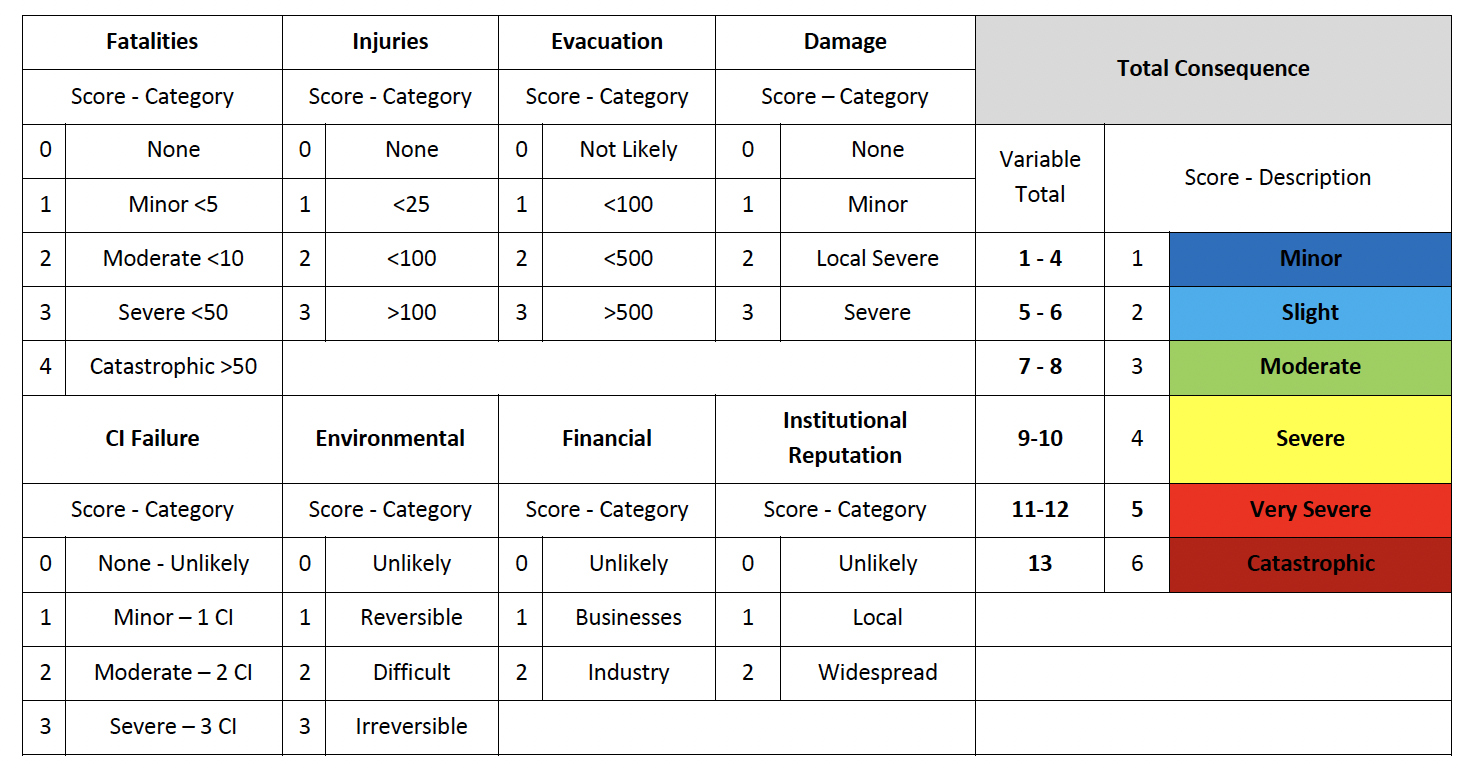 Fatalities Injuries Evacuation Damage Total Consequence
Score - Category Score - Category Score - Category Score – Category
0 None 0 None 0 Not Likely 0 None Variable Total Score - Description
1 Minor <5 1 <25 1 <100 1 Minor
2 Moderate <10 2 <100 2 <500 2 Local Severe 1 - 4 1 Minor
3 Severe <50 3 >100 3 >500 3 Severe 5 - 6 2 Slight
4 Catastrophic >50 7 - 8 3 Moderate
CI Failure Environmental Financial Institutional Reputation 9-10 4 Severe
Score - Category Score - Category Score - Category Score - Category 11-12 5 Very Severe
0 None - Unlikely 0 Unlikely 0 Unlikely 0 Unlikely 13 6 Catastrophic
1 Minor – 1 CI 1 Reversible 1 Businesses 1 Local
2 Moderate – 2 CI 2 Difficult 2 Industry 2 Widespread
3 Severe – 3 CI 3 Irreversible